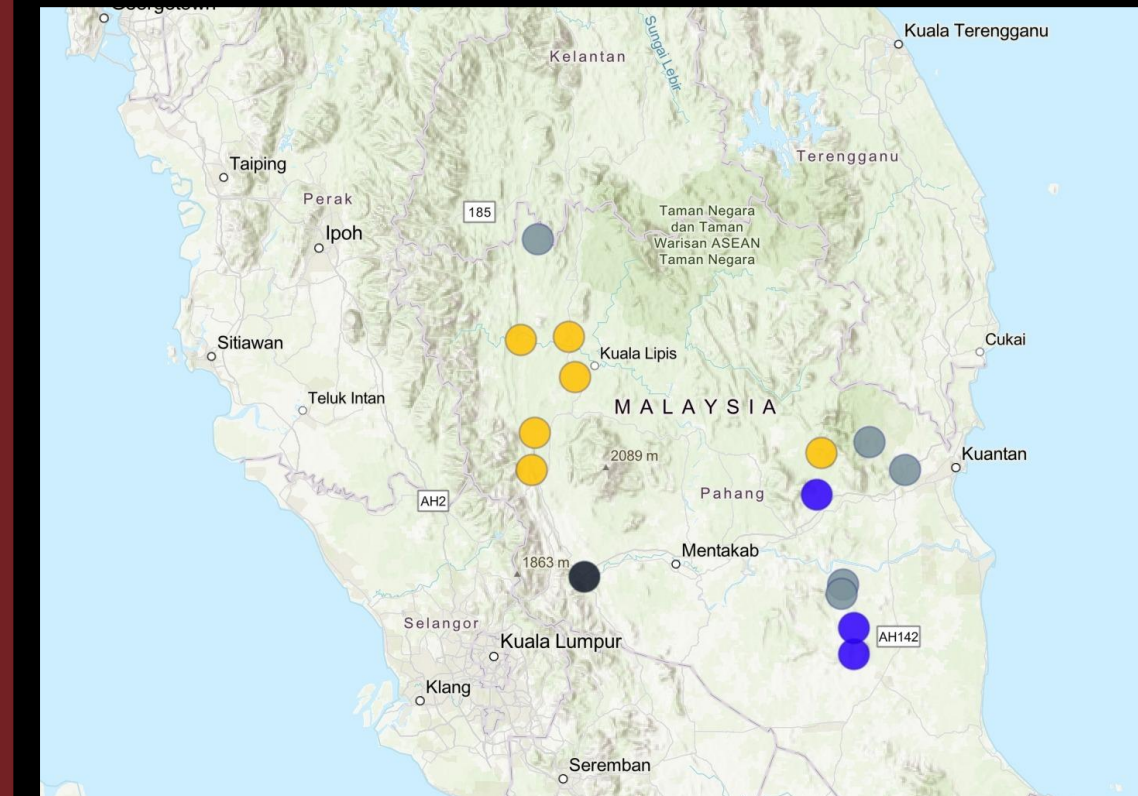 Georgetown
Kuala Terengganu
Kelantan
Sungai Lebir
Taiping
Terengganu
Perak
185
Ipoh
Taman Negara
dan Taman
Warisan ASEAN
Taman Negara
Sitiawan
Cukai
Kuala Lipis
Teluk Intan
MALAYSIA
2089 m
Kuantan
AH2
Pahang
Mentakab
1863 m
Selangor
Kuala Lumpur
AH142
Klang
Seremban